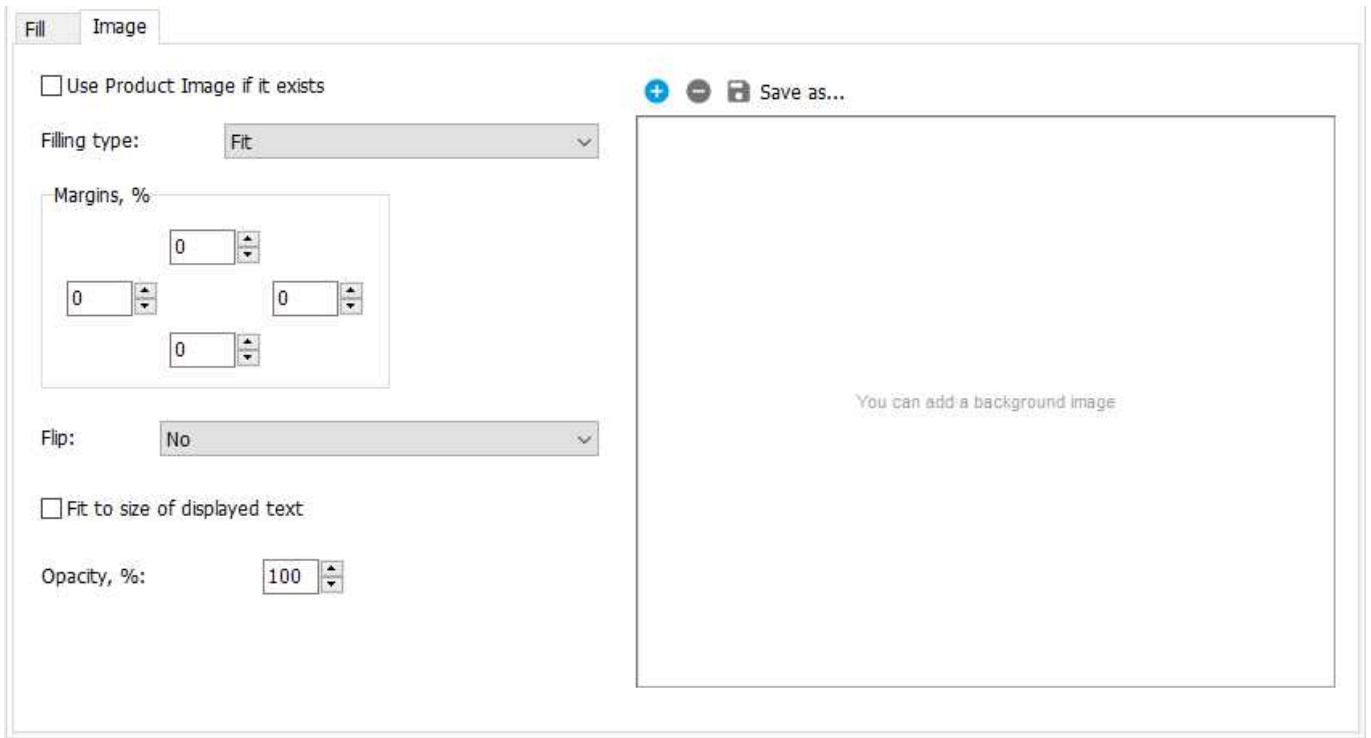 Fill Image
Use Product Image if it exists
Save as...
Filling type: Fit
Margins, %
0
0 0
0
You can add a background image
Flip: No
Fit to size of displayed text
Opacity, %: 100